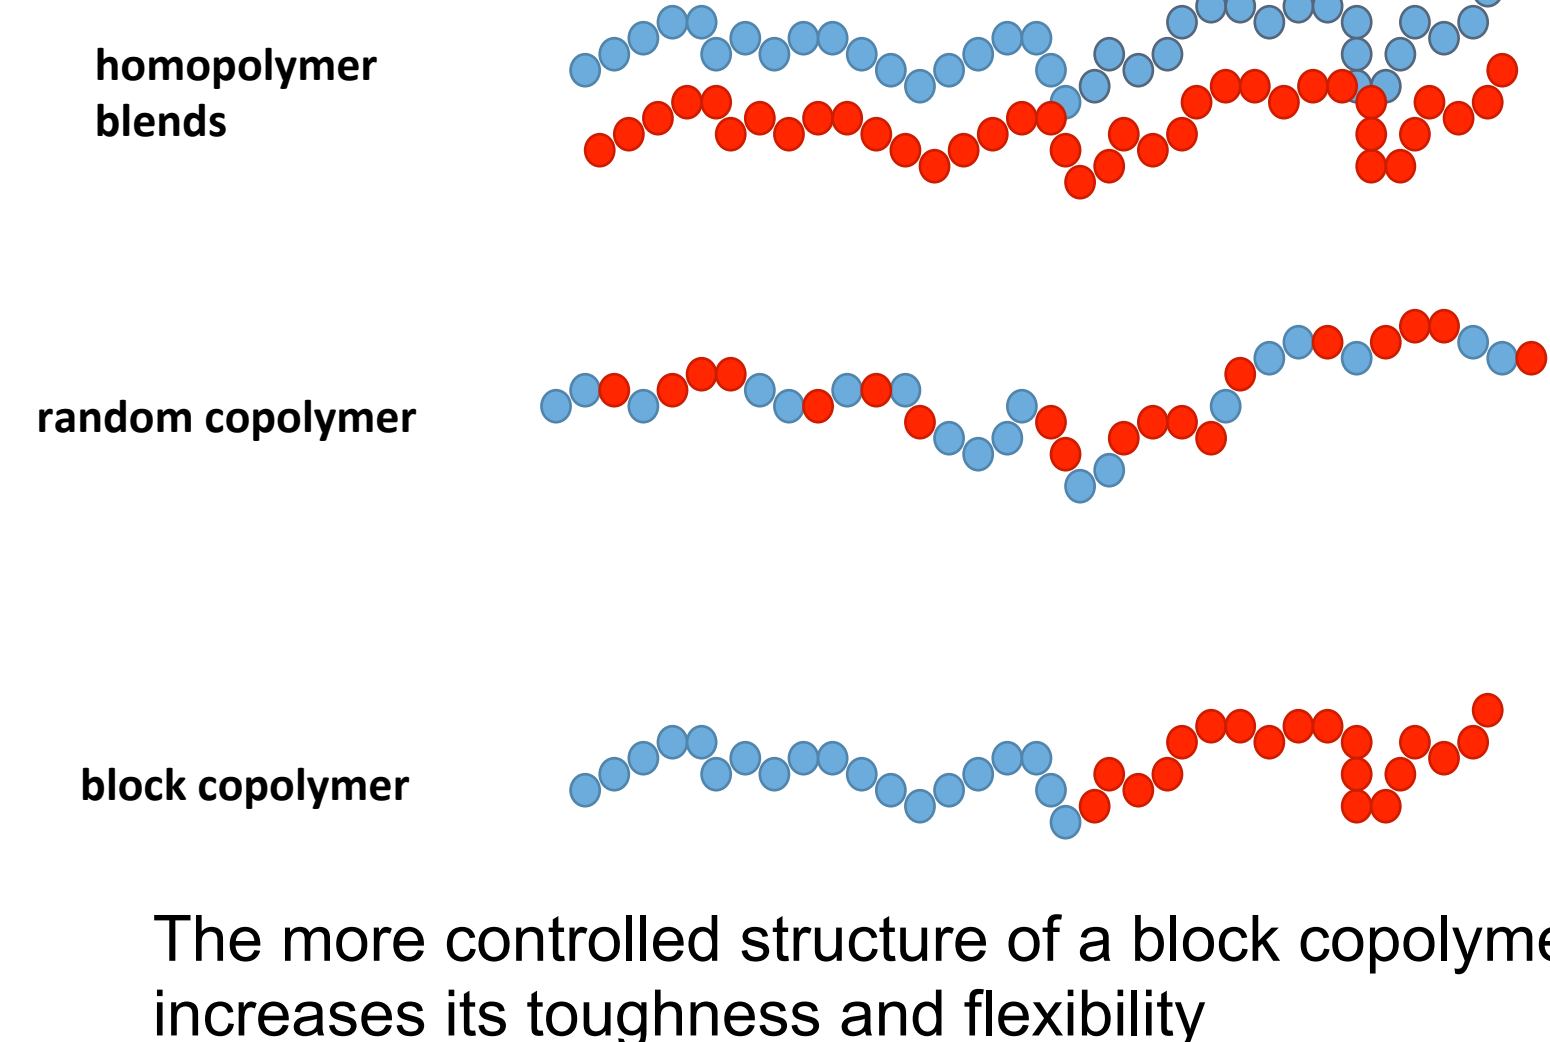 homopolymer
blends
random copolymer
block copolymer
The more controlled structure of a block copolyme
increases its toughness and flexibility